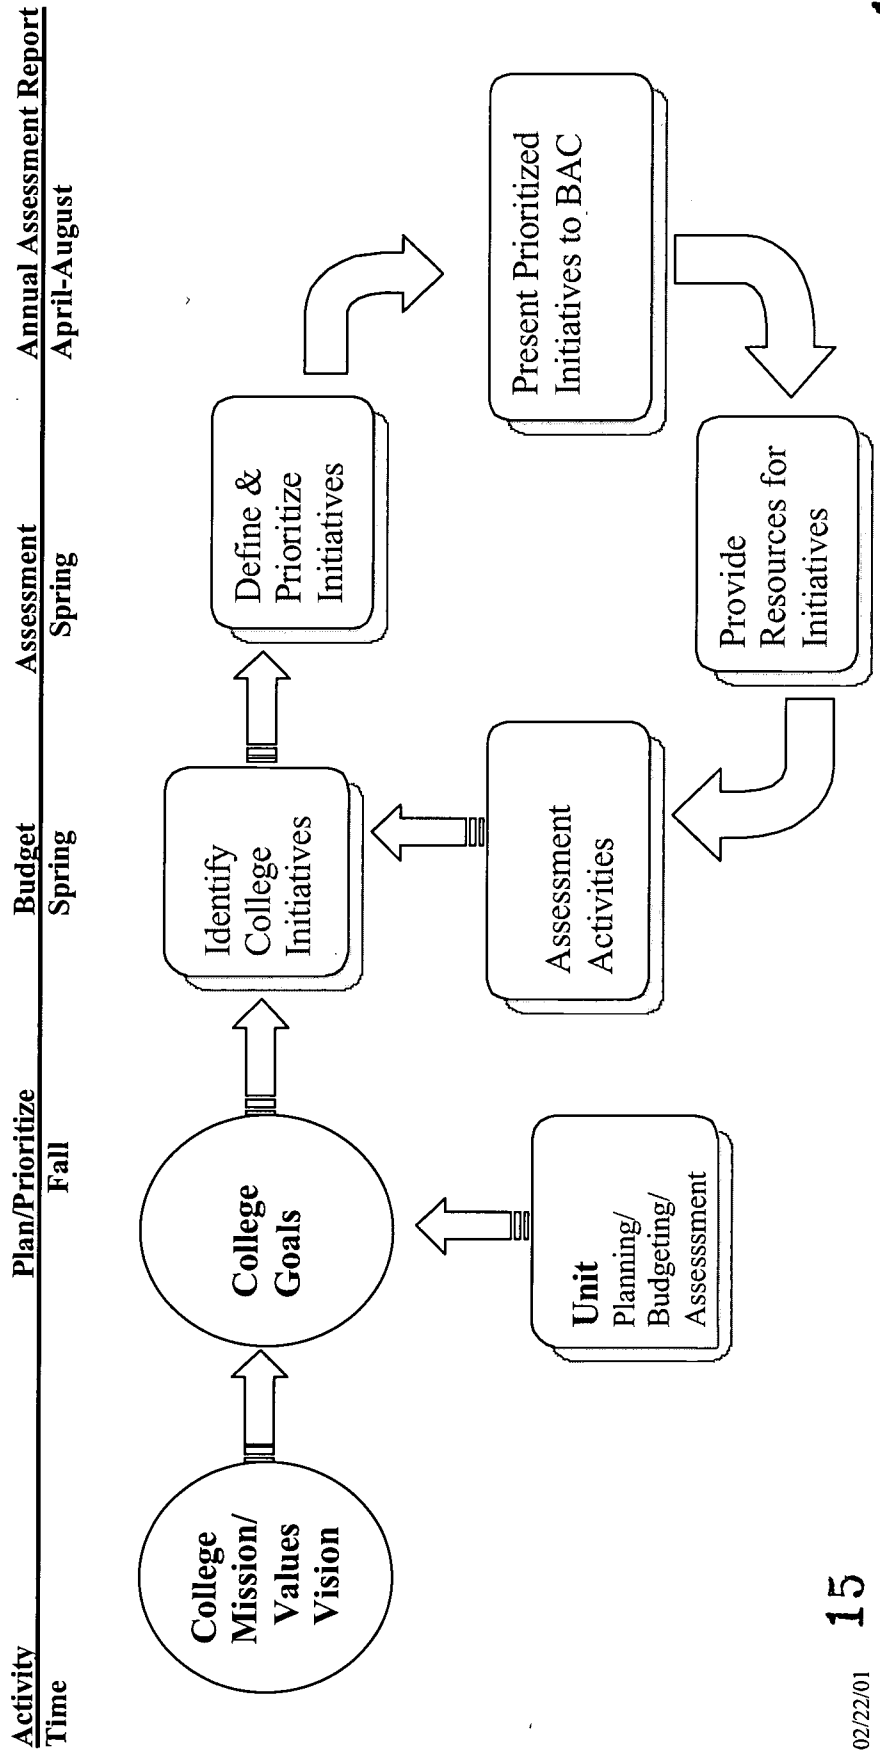 Activity Plan/Prioritize Budget Assessment Annual Assessment Report
Time Fall Spring Spring April-August
College
Mission/
Values
Vision
College
Goals
Identify
College
Initiatives
Define &
Prioritize
Initiatives
Unit
Planning/
Budgeting/
Assesssment
Assessment
Activities
Present Prioritized
Initiatives to BAC
Provide
Resources for
Initiatives
02/22/01
15